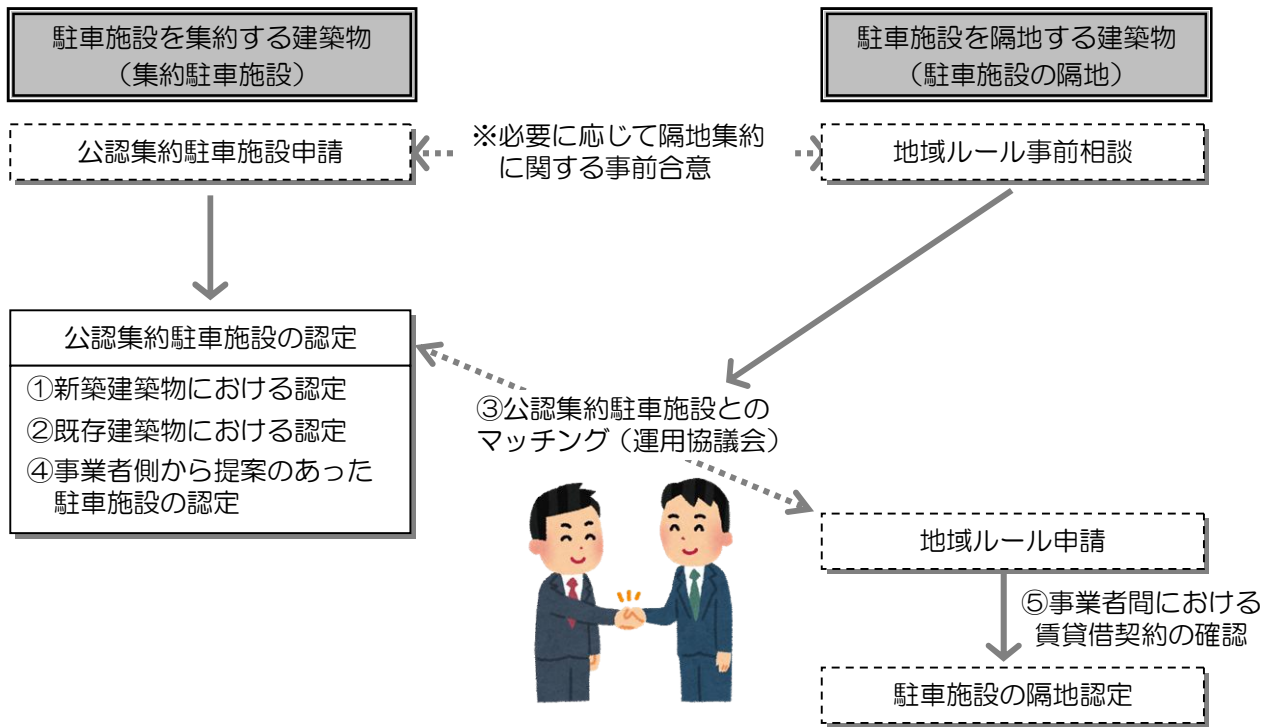 駐車施設を集約する建築物
（集約駐車施設）
駐車施設を隔地する建築物
（駐車施設の隔地）
公認集約駐車施設申請
※必要に応じて隔地集約
に関する事前合意
地域ルール事前相談
公認集約駐車施設の認定
①新築建築物における認定
②既存建築物における認定
④事業者側から提案のあった
駐車施設の認定
③公認集約駐車施設との
マッチング（運用協議会）
地域ルール申請
⑤事業者間における
賃貸借契約の確認
駐車施設の隔地認定